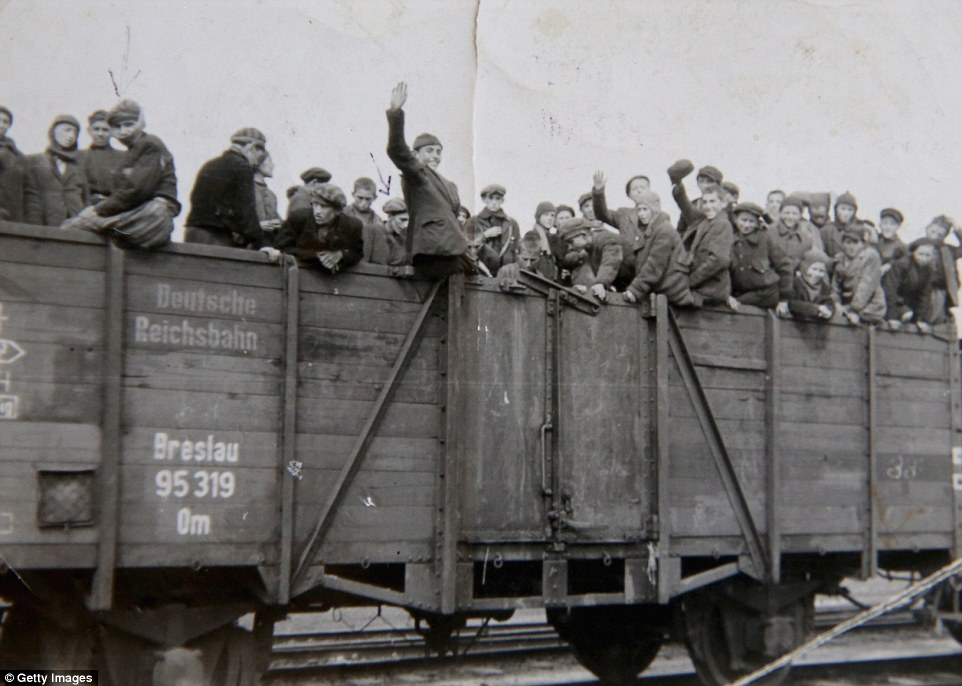 Deutsche
Reichsbahn
Breslau
95 319
Om
© Getty Images